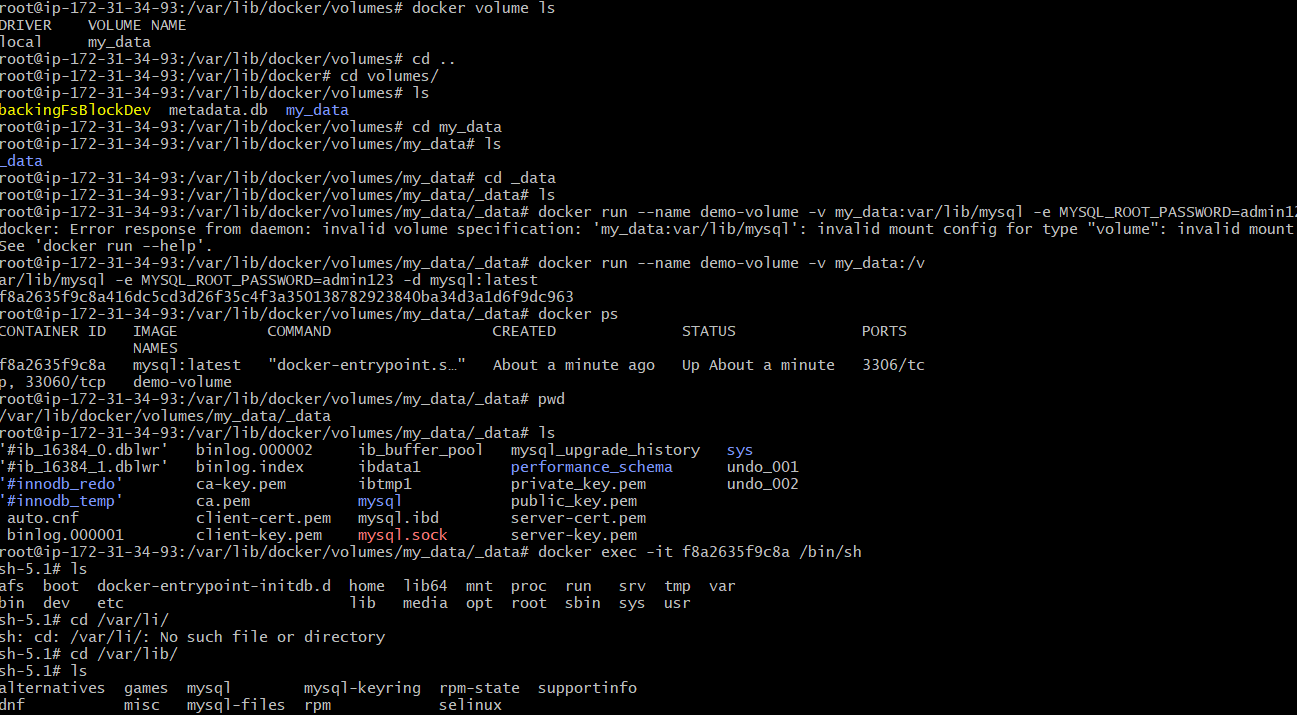 root@ip-172-31-34-93:/var/lib/docker/volumes# docker volume ls
DRIVER    VOLUME NAME
local     my_data
root@ip-172-31-34-93:/var/lib/docker/volumes# cd ..
root@ip-172-31-34-93:/var/lib/docker# cd volumes/
root@ip-172-31-34-93:/var/lib/docker/volumes# ls
backingFsBlockDev  metadata.db  my_data
root@ip-172-31-34-93:/var/lib/docker/volumes# cd my_data
root@ip-172-31-34-93:/var/lib/docker/volumes/my_data# ls
_data
root@ip-172-31-34-93:/var/lib/docker/volumes/my_data# cd _data
root@ip-172-31-34-93:/var/lib/docker/volumes/my_data/_data# ls
root@ip-172-31-34-93:/var/lib/docker/volumes/my_data/_data# docker run --name demo-volume -v my_data:var/lib/mysql -e MYSQL_ROOT_PASSWORD=admin12
docker: Error response from daemon: invalid volume specification: 'my_data:var/lib/mysql': invalid mount config for type "volume": invalid mount
See 'docker run --help'.
root@ip-172-31-34-93:/var/lib/docker/volumes/my_data/_data# docker run --name demo-volume -v my_data:/v
ar/lib/mysql -e MYSQL_ROOT_PASSWORD=admin123 -d mysql:latest
f8a2635f9c8a416dc5cd3d26f35c4f3a350138782923840ba34d3a1d6f9dc963
root@ip-172-31-34-93:/var/lib/docker/volumes/my_data/_data# docker ps
CONTAINER ID   IMAGE          COMMAND                  CREATED              STATUS              PORTS
               NAMES
f8a2635f9c8a   mysql:latest   "docker-entrypoint.s…"   About a minute ago   Up About a minute   3306/tc
p, 33060/tcp   demo-volume
root@ip-172-31-34-93:/var/lib/docker/volumes/my_data/_data# pwd
/var/lib/docker/volumes/my_data/_data
root@ip-172-31-34-93:/var/lib/docker/volumes/my_data/_data# ls
'#ib_16384_0.dblwr'   binlog.000002     ib_buffer_pool   mysql_upgrade_history   sys
'#ib_16384_1.dblwr'   binlog.index      ibdata1          performance_schema      undo_001
'#innodb_redo'        ca-key.pem        ibtmp1           private_key.pem         undo_002
'#innodb_temp'        ca.pem            mysql            public_key.pem
auto.cnf             client-cert.pem   mysql.ibd        server-cert.pem
binlog.000001        client-key.pem    mysql.sock       server-key.pem
root@ip-172-31-34-93:/var/lib/docker/volumes/my_data/_data# docker exec -it f8a2635f9c8a /bin/sh
sh-5.1# ls
afs  boot  docker-entrypoint-initdb.d  home  lib64  mnt  proc  run   srv  tmp  var
bin  dev   etc                         lib   media  opt  root  sbin  sys  usr
sh-5.1# cd /var/li/
sh: cd: /var/li/: No such file or directory
sh-5.1# cd /var/lib/
sh-5.1# ls
alternatives  games  mysql        mysql-keyring  rpm-state  supportinfo
dnf           misc   mysql-files  rpm            selinux